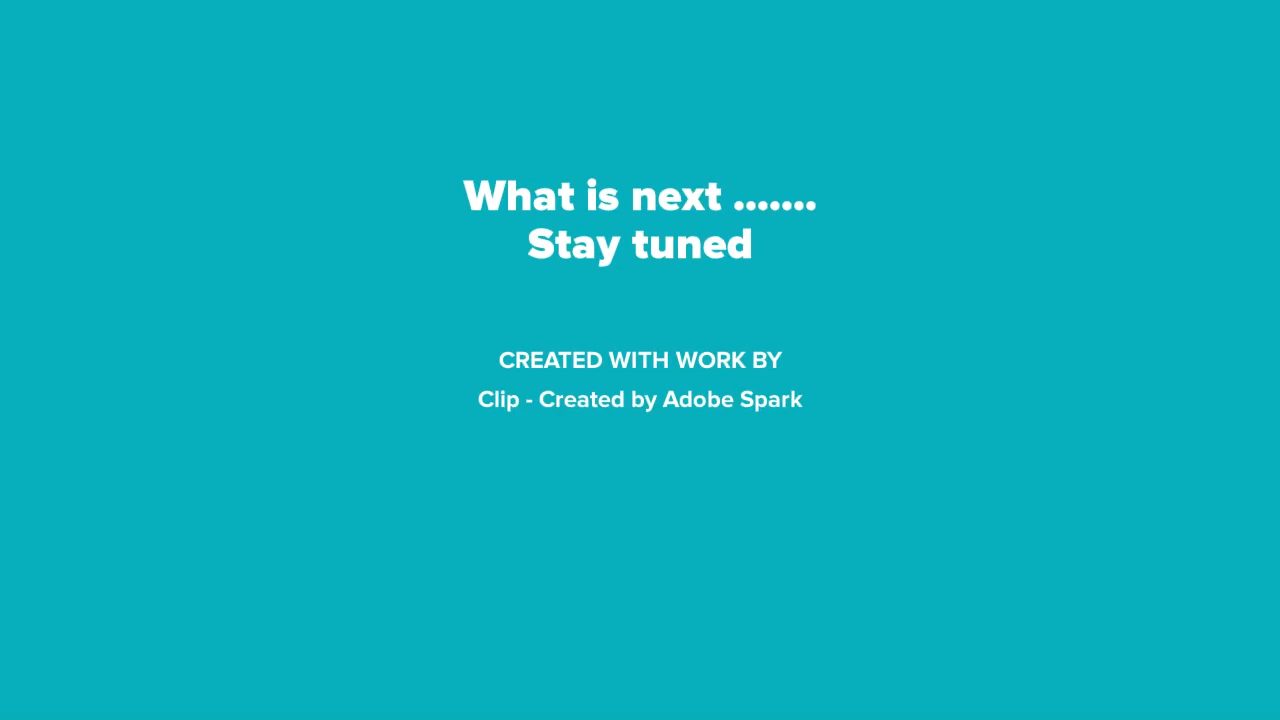 What is next .......
Stay tuned
CREATED WITH WORK BY
Clip - Created by Adobe Spark